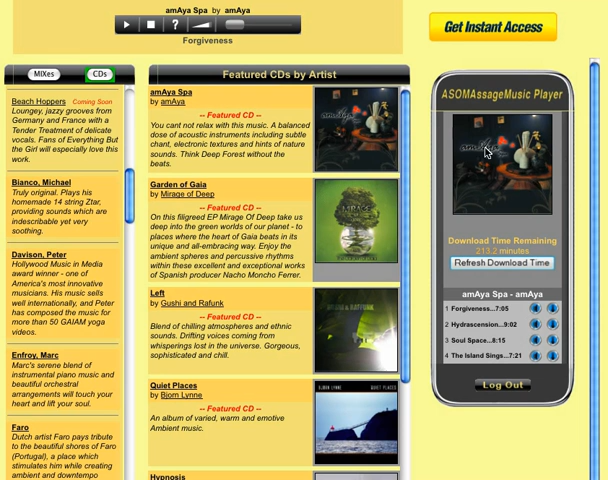 amAya Spa by amAya
?
Forgiveness
Get Instant Access
MIXes
CDs
Beach Hoppers Coming Soon
Loungey, jazzy grooves from
Germany and France with a
Tender Treatment of delicate
vocals. Fans of Everything But
the Girl will especially love this
work.
Bianco, Michael
Truly original. Plays his
homemade 14 string Ztar,
providing sounds which are
indescribable yet very
soothing.
Davison, Peter
Hollywood Music in Media
award winner - one of
America's most innovative
musicians. His music sells
well internationally, and Peter
has composed the music for
more than 50 GAIAM yoga
videos.
Enfroy, Marc
Marc's serene blend of
instrumental piano music and
beautiful orchestral
arrangements will touch your
heart and lift your soul.
Faro
Dutch artist Faro pays tribute
to the beautiful shores of Faro
(Portugal), a place which
stimulates him while creating
ambient and downtempo
Featured CDs by Artist
amAya Spa
by amAya
-- Featured CD --
You cant not relax with this music. A balanced
dose of acoustic instruments including subtle
chant, electronic textures and hints of nature
sounds. Think Deep Forest without the
beats.
Garden of Gaia
by Mirage of Deep
-- Featured CD --
On this filigreed EP Mirage Of Deep take us
deep into the green worlds of our planet - to
places where the heart of Gaia beats in its
unique and all-embracing way. Enjoy the
ambient spheres and percussive rhythms
within these excellent and exceptional works
of Spanish producer Nacho Moncho Ferrer.
Left
by Gushi and Rafunk
-- Featured CD --
Blend of chilling atmospheres and ethnic
sounds. Drifting voices coming from
whisperings lost in the universe. Gorgeous,
sophisticated and chill.
Quiet Places
by Bjorn Lynne
-- Featured CD --
An album of varied, warm and emotive
Ambient music.
BJORN LYNNE
QUIET PLACES
Hypnosis
ASOMAssageMusic Player
Download Time Remaining
213.2 minutes
Refresh Download Time
amAya Spa - amAya
1 Forgiveness...7:05
2 Hydrascension...9:02
3 Soul Space...8:15
4 The Island Sings...7:21
Log Out